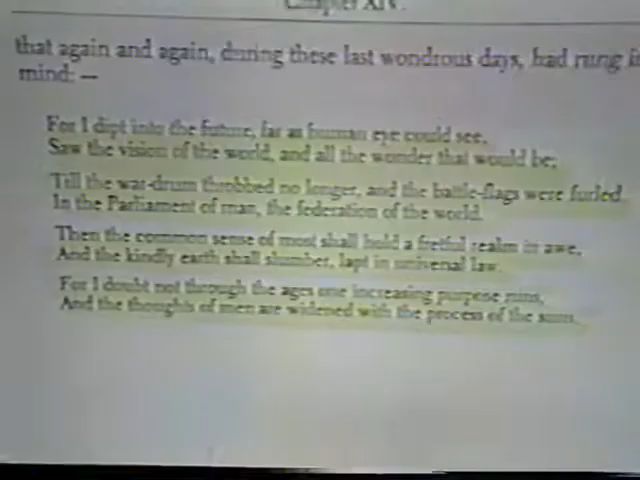 Chapter XIV.
that again and again, during these last wondrous days, had rung in
mind: —
For I dipt into the future, far as human eye could see,
Saw the vision of the world, and all the wonder that would be;
Till the war-drum throbbed no longer, and the battle-flags were furled
In the Parliament of man, the federation of the world.
Then the common sense of most shall hold a fretful realm in awe,
And the kindly earth shall slumber, lapt in universal law.
For I doubt not through the ages one increasing purpose runs,
And the thoughts of men are widened with the process of the suns.